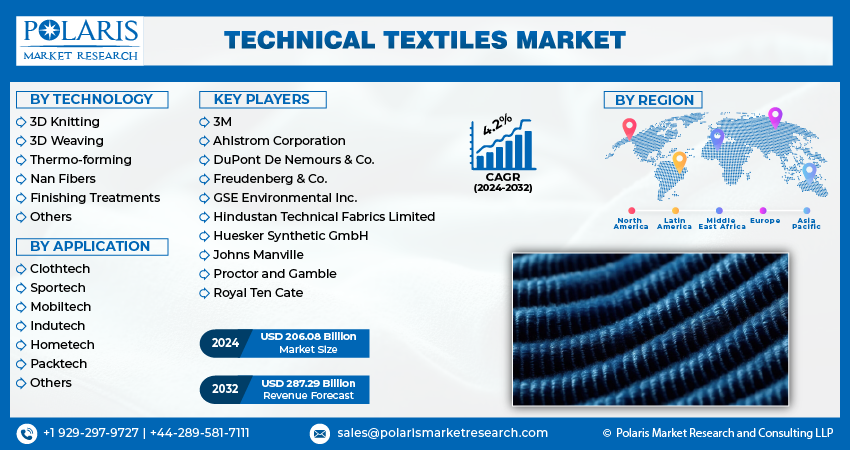 POLARIS
MARKET RESEARCH
TECHNICAL TEXTILES MARKET
BY TECHNOLOGY
3D Knitting
3D Weaving
Thermo-forming
Nan Fibers
Finishing Treatments
Others
BY APPLICATION
Clothtech
Sportech
Mobiltech
Indutech
Hometech
Packtech
Others
KEY PLAYERS
3M
Ahlstrom Corporation
DuPont De Nemours & Co.
Freudenberg & Co.
GSE Environmental Inc.
Hindustan Technical Fabrics Limited
Huesker Synthetic GmbH
Johns Manville
Proctor and Gamble
Royal Ten Cate
2024
USD 206.08 Billion
Market Size
2032
USD 287.29 Billion
Revenue Forecast
4.2%
CAGR
(2024-2032)
BY REGION
North
America
Latin
America
Middle
East Africa
Europe
Asia
Pacific
+1 929-297-9727 | +44-289-581-7111
sales@polarismarketresearch.com
© Polaris Market Research and Consulting LLP